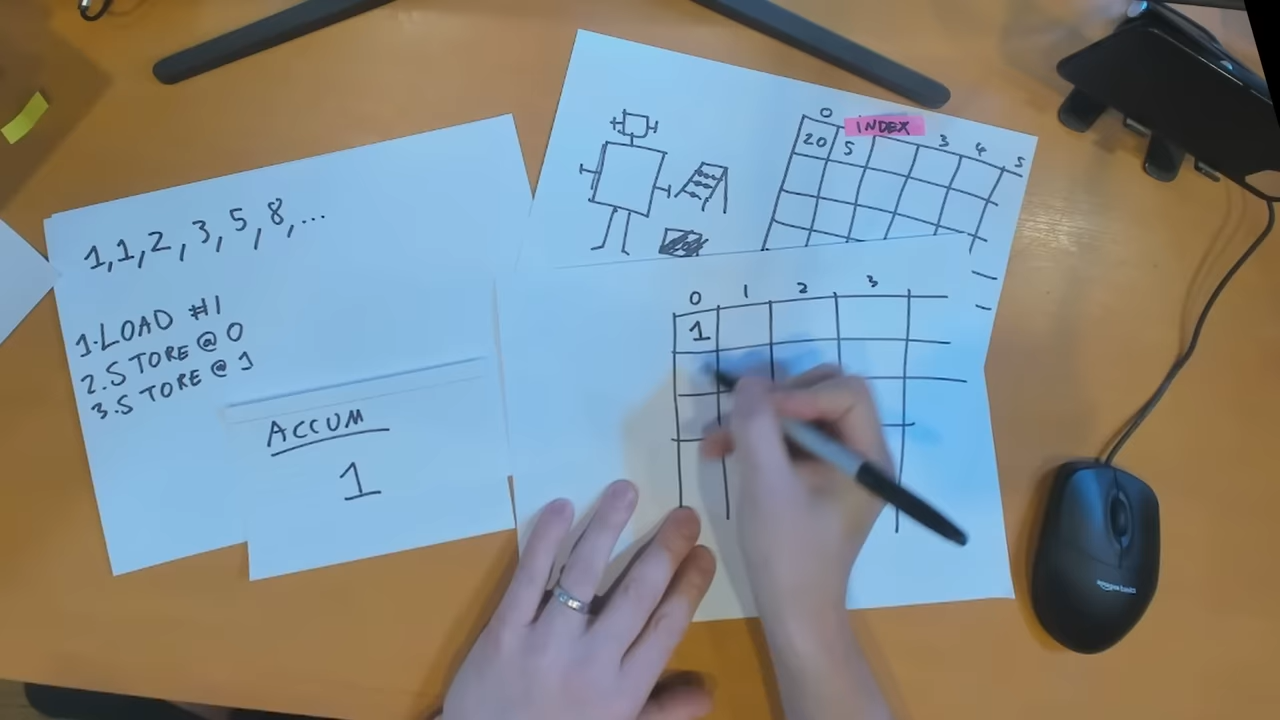 1,1,2,3,5,8,...
1.LOAD #1
2.STORE @ 0
3.STORE @ 1
ACCUM
1
0 INDEX 3 4 5
20 5
0 1 2 3
1
amazonbasics